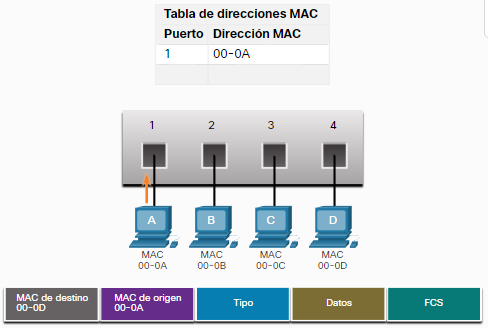 Tabla de direcciones MAC
Puerto Dirección MAC
1 00-0A
1 2 3 4
A B C D
MAC MAC MAC MAC
00-0A 00-0B 00-0C 00-0D
MAC de destino MAC de origen Tipo Datos FCS
00-0D 00-0A